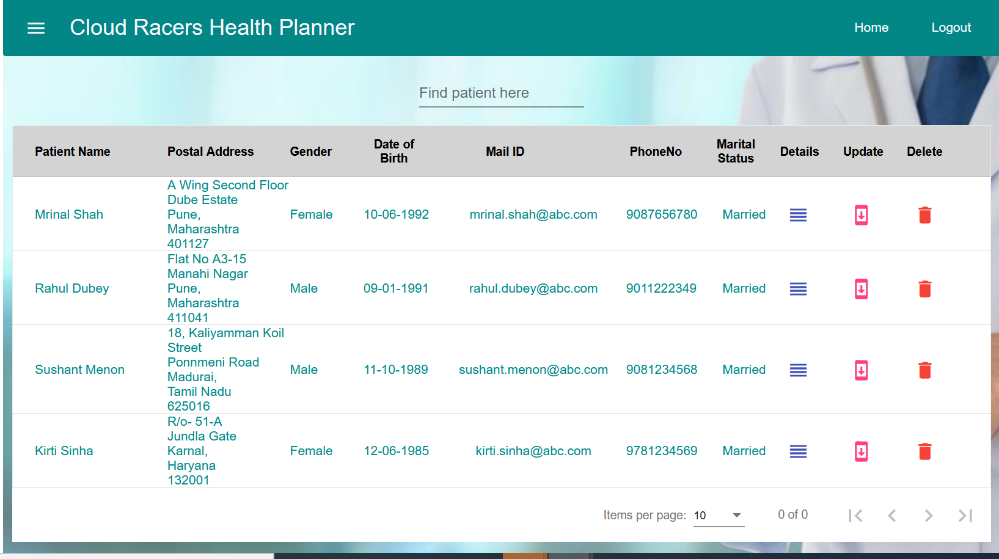 Cloud Racers Health Planner
Home
Logout
Find patient here
Patient Name
Postal Address
Gender
Date of
Birth
Mail ID
PhoneNo
Marital
Status
Details
Update
Delete
Mrinal Shah
A Wing Second Floor
Dube Estate
Pune,
Maharashtra
401127
Female
10-06-1992
mrinal.shah@abc.com
9087656780
Married
Rahul Dubey
Flat No A3-15
Manahi Nagar
Pune,
Maharashtra
411041
Male
09-01-1991
rahul.dubey@abc.com
9011222349
Married
Sushant Menon
18, Kaliyamman Koil
Street
Ponnmeni Road
Madurai,
Tamil Nadu
625016
Male
11-10-1989
sushant.menon@abc.com
9081234568
Married
Kirti Sinha
R/o- 51-A
Jundla Gate
Karnal,
Haryana
132001
Female
12-06-1985
kirti.sinha@abc.com
9781234569
Married
Items per page:
10
0 of 0